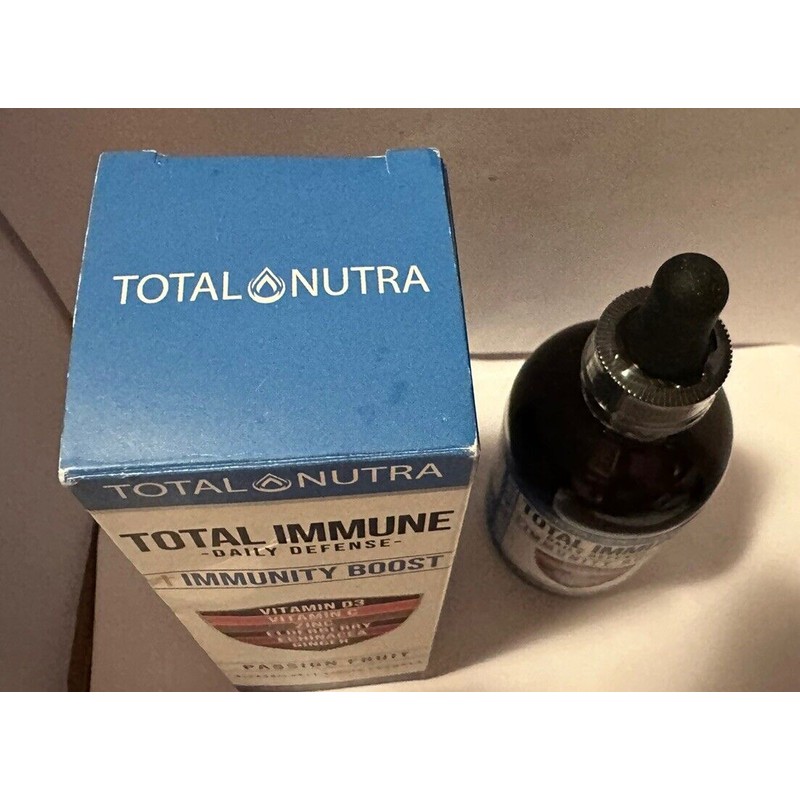 TOTAL NUTRA
TOTAL NUTRA
TOTAL IMMUNE
-DAILY DEFENSE-
IMMUNITY BOOST
VITAMIN D3
VITAMIN C
ZINC
ELDERBERRY
ECHINACEA
GINGER
PASSION FRUIT
TOTAL IMMU